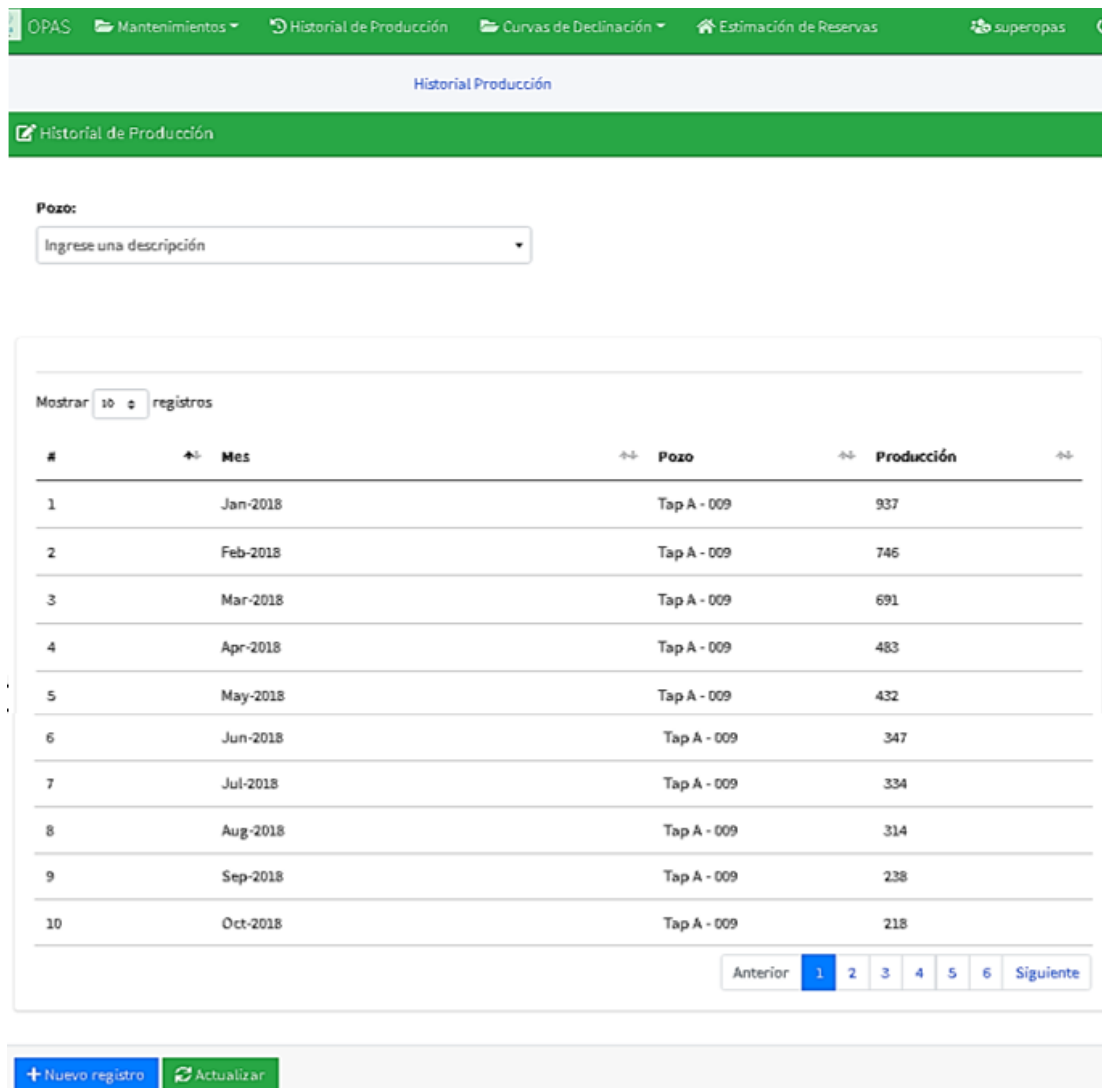 OPAS Mantenimientos Historial de Producción Curvas de Declinación Estimación de Reservas superopas
Historial Producción
Historial de Producción
Pozo:
Ingrese una descripción
Mostrar 10 registros
# Mes Pozo Producción
1 Jan-2018 Tap A - 009 937
2 Feb-2018 Tap A - 009 746
3 Mar-2018 Tap A - 009 691
4 Apr-2018 Tap A - 009 483
5 May-2018 Tap A - 009 432
6 Jun-2018 Tap A - 009 347
7 Jul-2018 Tap A - 009 334
8 Aug-2018 Tap A - 009 314
9 Sep-2018 Tap A - 009 238
10 Oct-2018 Tap A - 009 218
Anterior 1 2 3 4 5 6 Siguiente
+ Nuevo registro Actualizar